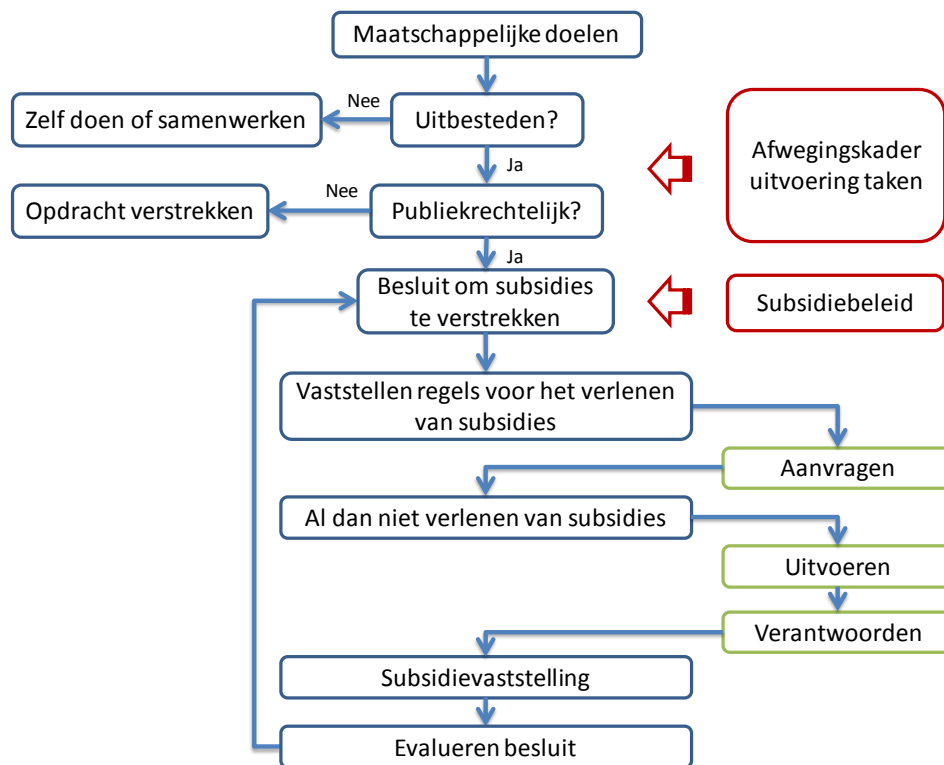 Maatschappelijke doelen
Nee
Zelf doen of samenwerken
Uitbesteden?
Afwegingskader
uitvoering taken
Ja
Nee
Opdracht verstrekken
Publiekrechtelijk?
Ja
Besluit om subsidies
te verstrekken
Subsidiebeleid
Vaststellen regels voor het verlenen
van subsidies
Aanvragen
Al dan niet verlenen van subsidies
Uitvoeren
Verantwoorden
Subsidievaststelling
Evalueren besluit